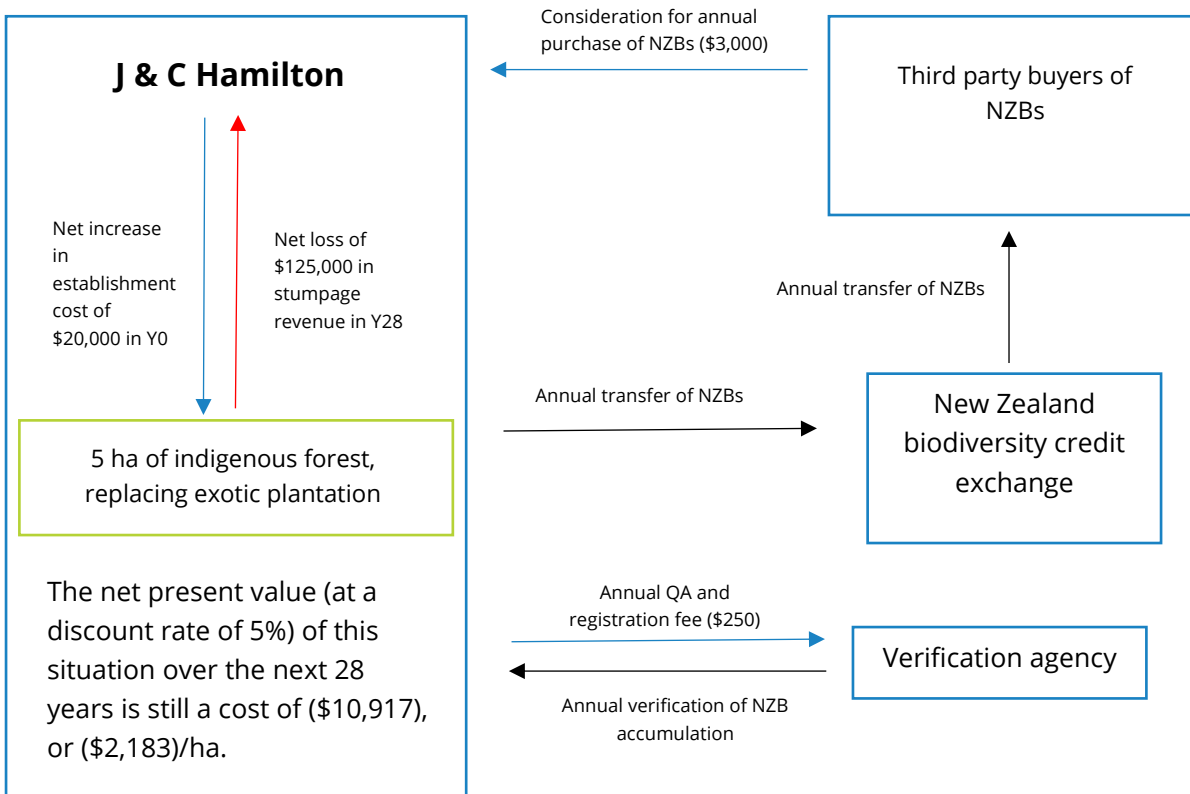 J & C Hamilton
Consideration for annual
purchase of NZBs ($3,000)
Third party buyers of
NZBs
Net increase
in
establishment
cost of
$20,000 in Y0
Net loss of
$125,000 in
stumpage
revenue in Y28
Annual transfer of NZBs
Annual transfer of NZBs
New Zealand
biodiversity credit
exchange
5 ha of indigenous forest,
replacing exotic plantation
The net present value (at a
discount rate of 5%) of this
situation over the next 28
years is still a cost of ($10,917),
or ($2,183)/ha.
Annual QA and
registration fee ($250)
Verification agency
Annual verification of NZB
accumulation